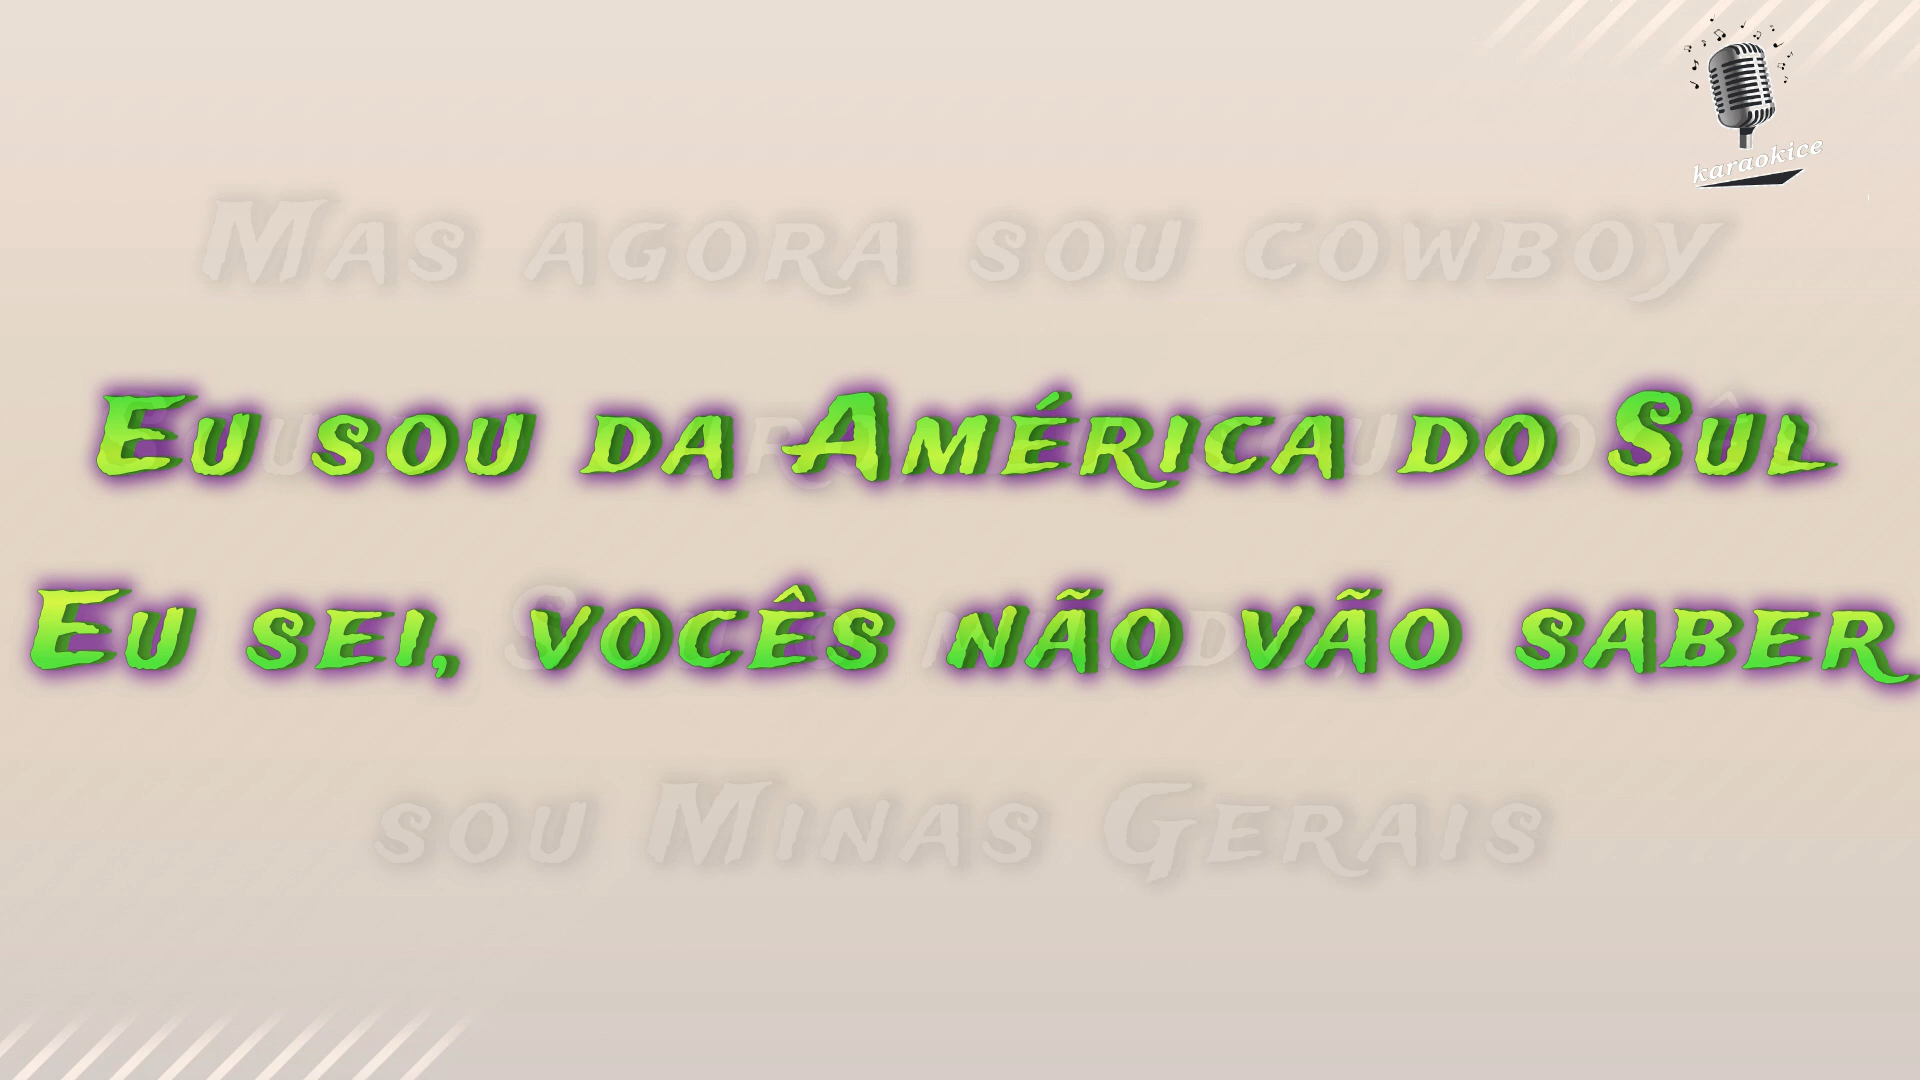 karaokice
Mas agora sou cowboy
Eu sou da América do Sul
Eu sei, vocês não vão saber
sou Minas Gerais